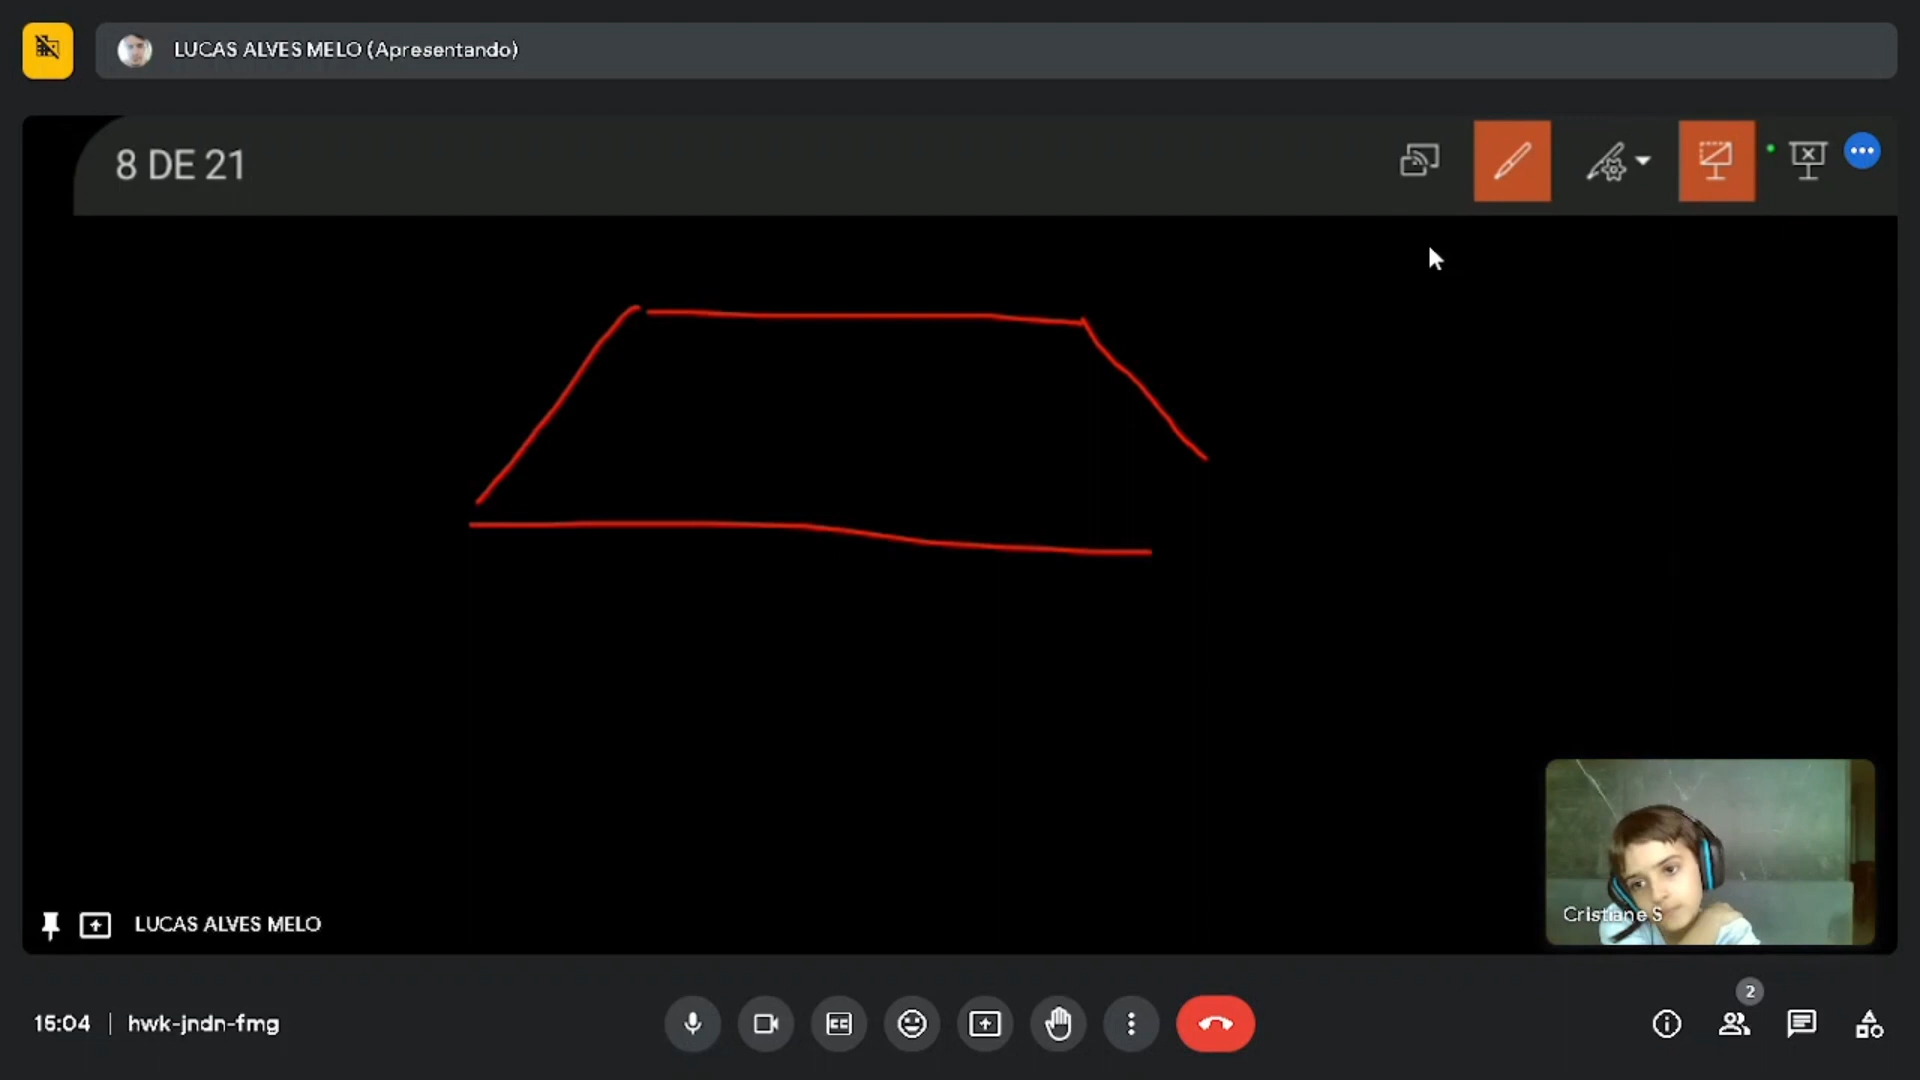 LUCAS ALVES MELO (Apresentando)
8 DE 21
Cristiane S
LUCAS ALVES MELO
15:04 | hwk-jndn-fmg
2